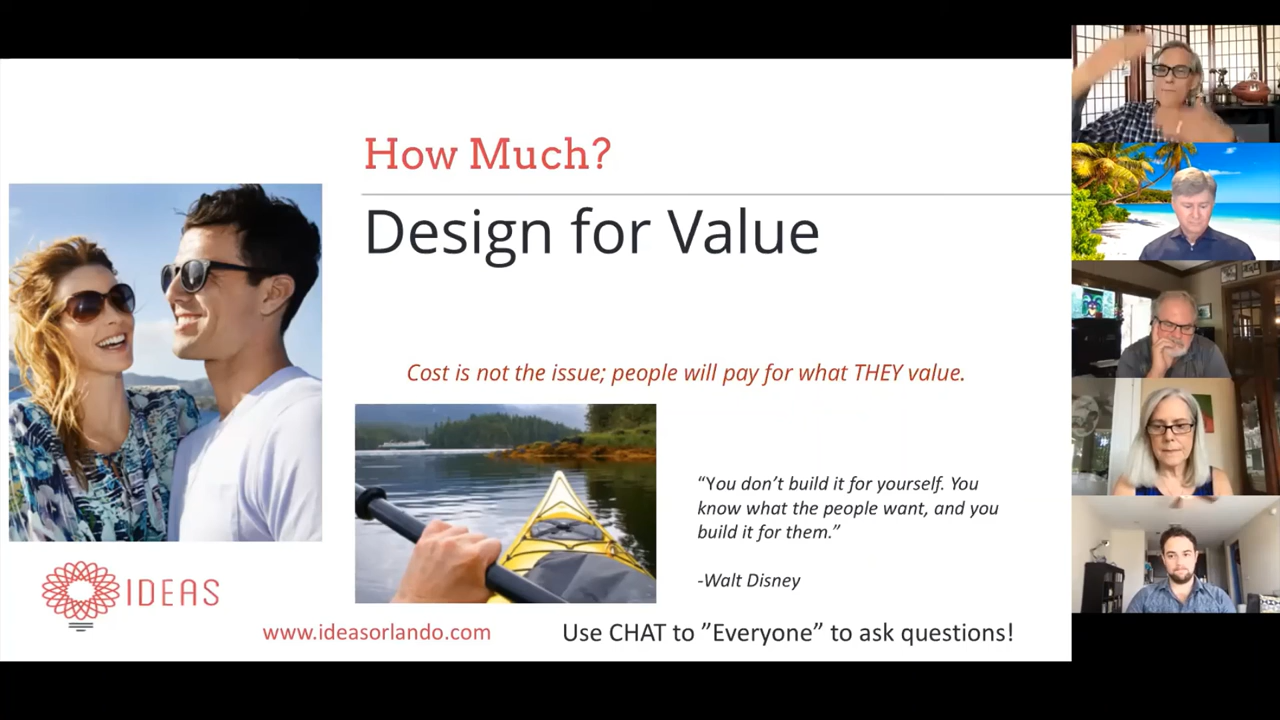 How Much?
Design for Value
Cost is not the issue; people will pay for what THEY value.
“You don’t build it for yourself. You
know what the people want, and you
build it for them.”
-Walt Disney
IDEAS
www.ideasorlando.com
Use CHAT to ”Everyone” to ask questions!